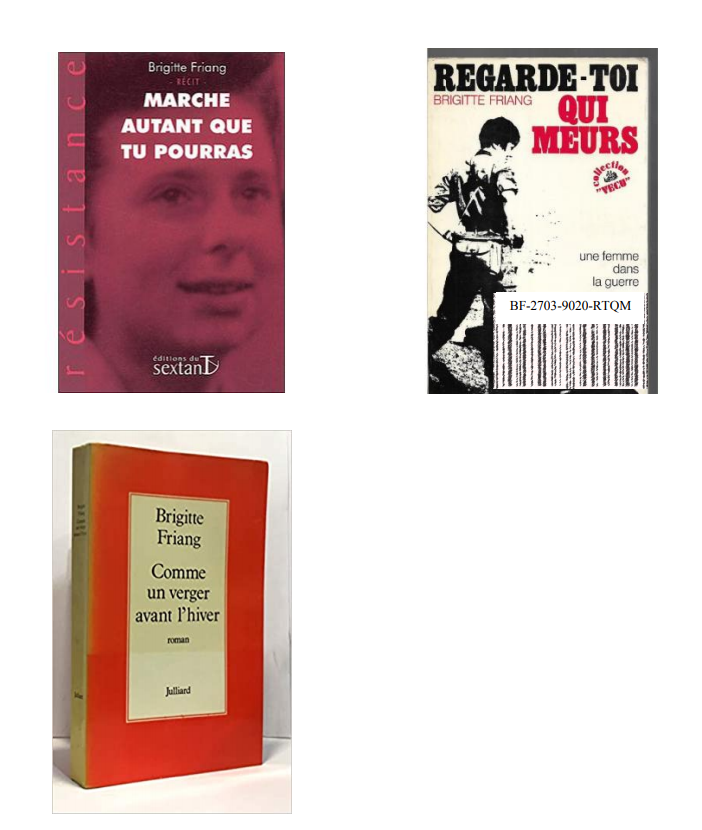 résistance
Brigitte Friang
- RÉCIT -
MARCHE
AUTANT QUE
TU POURRAS
éditions du
sextanT
REGARDE-TOI
BRIGITTE FRIANG
QUI
MEURS
collection
"VECU"
une femme
dans
la guerre
BF-2703-9020-RTQM
Brigitte
Friang
Comme
un verger
avant l'hiver
roman
Julliard